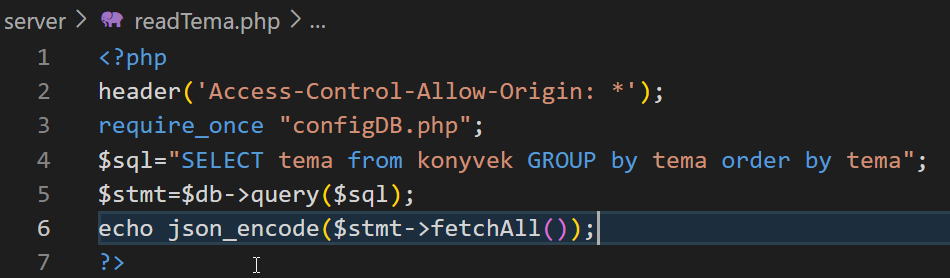 server > readTema.php > ...
1 <?php
2 header('Access-Control-Allow-Origin: *');
3 require_once "configDB.php";
4 $sql="SELECT tema from konyvek GROUP by tema order by tema";
5 $stmt=$db->query($sql);
6 echo json_encode($stmt->fetchAll());
7 ?>